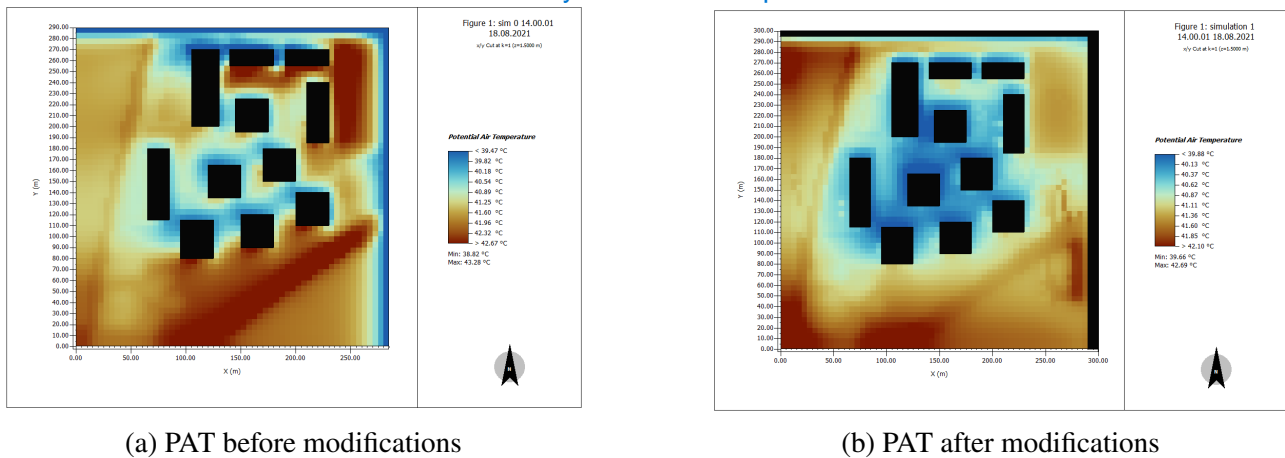 Figure 1: sim 0 14.00.01
18.08.2021
x/y Cut at k=1 (z=1.5000 m)
290.00
280.00
270.00
260.00
250.00
240.00
230.00
220.00
210.00
200.00
190.00
180.00
170.00
160.00
150.00
140.00
130.00
120.00
110.00
100.00
90.00
80.00
70.00
60.00
50.00
40.00
30.00
20.00
10.00
0.00
Y (m)
0.00 50.00 100.00 150.00 200.00 250.00
X (m)
Potential Air Temperature
< 39.47 °C
39.82 °C
40.18 °C
40.54 °C
40.89 °C
41.25 °C
41.60 °C
41.96 °C
42.32 °C
> 42.67 °C
Min: 38.82 °C
Max: 43.28 °C
N
(a) PAT before modifications
Figure 1: simulation 1
14.00.01 18.08.2021
x/y Cut at k=1 (z=1.5000 m)
300.00
290.00
280.00
270.00
260.00
250.00
240.00
230.00
220.00
210.00
200.00
190.00
180.00
170.00
160.00
150.00
140.00
130.00
120.00
110.00
100.00
90.00
80.00
70.00
60.00
50.00
40.00
30.00
20.00
10.00
0.00
Y (m)
0.00 50.00 100.00 150.00 200.00 250.00 300.00
X (m)
Potential Air Temperature
< 39.88 °C
40.13 °C
40.37 °C
40.62 °C
40.87 °C
41.11 °C
41.36 °C
41.60 °C
41.85 °C
> 42.10 °C
Min: 39.66 °C
Max: 42.69 °C
N
(b) PAT after modifications